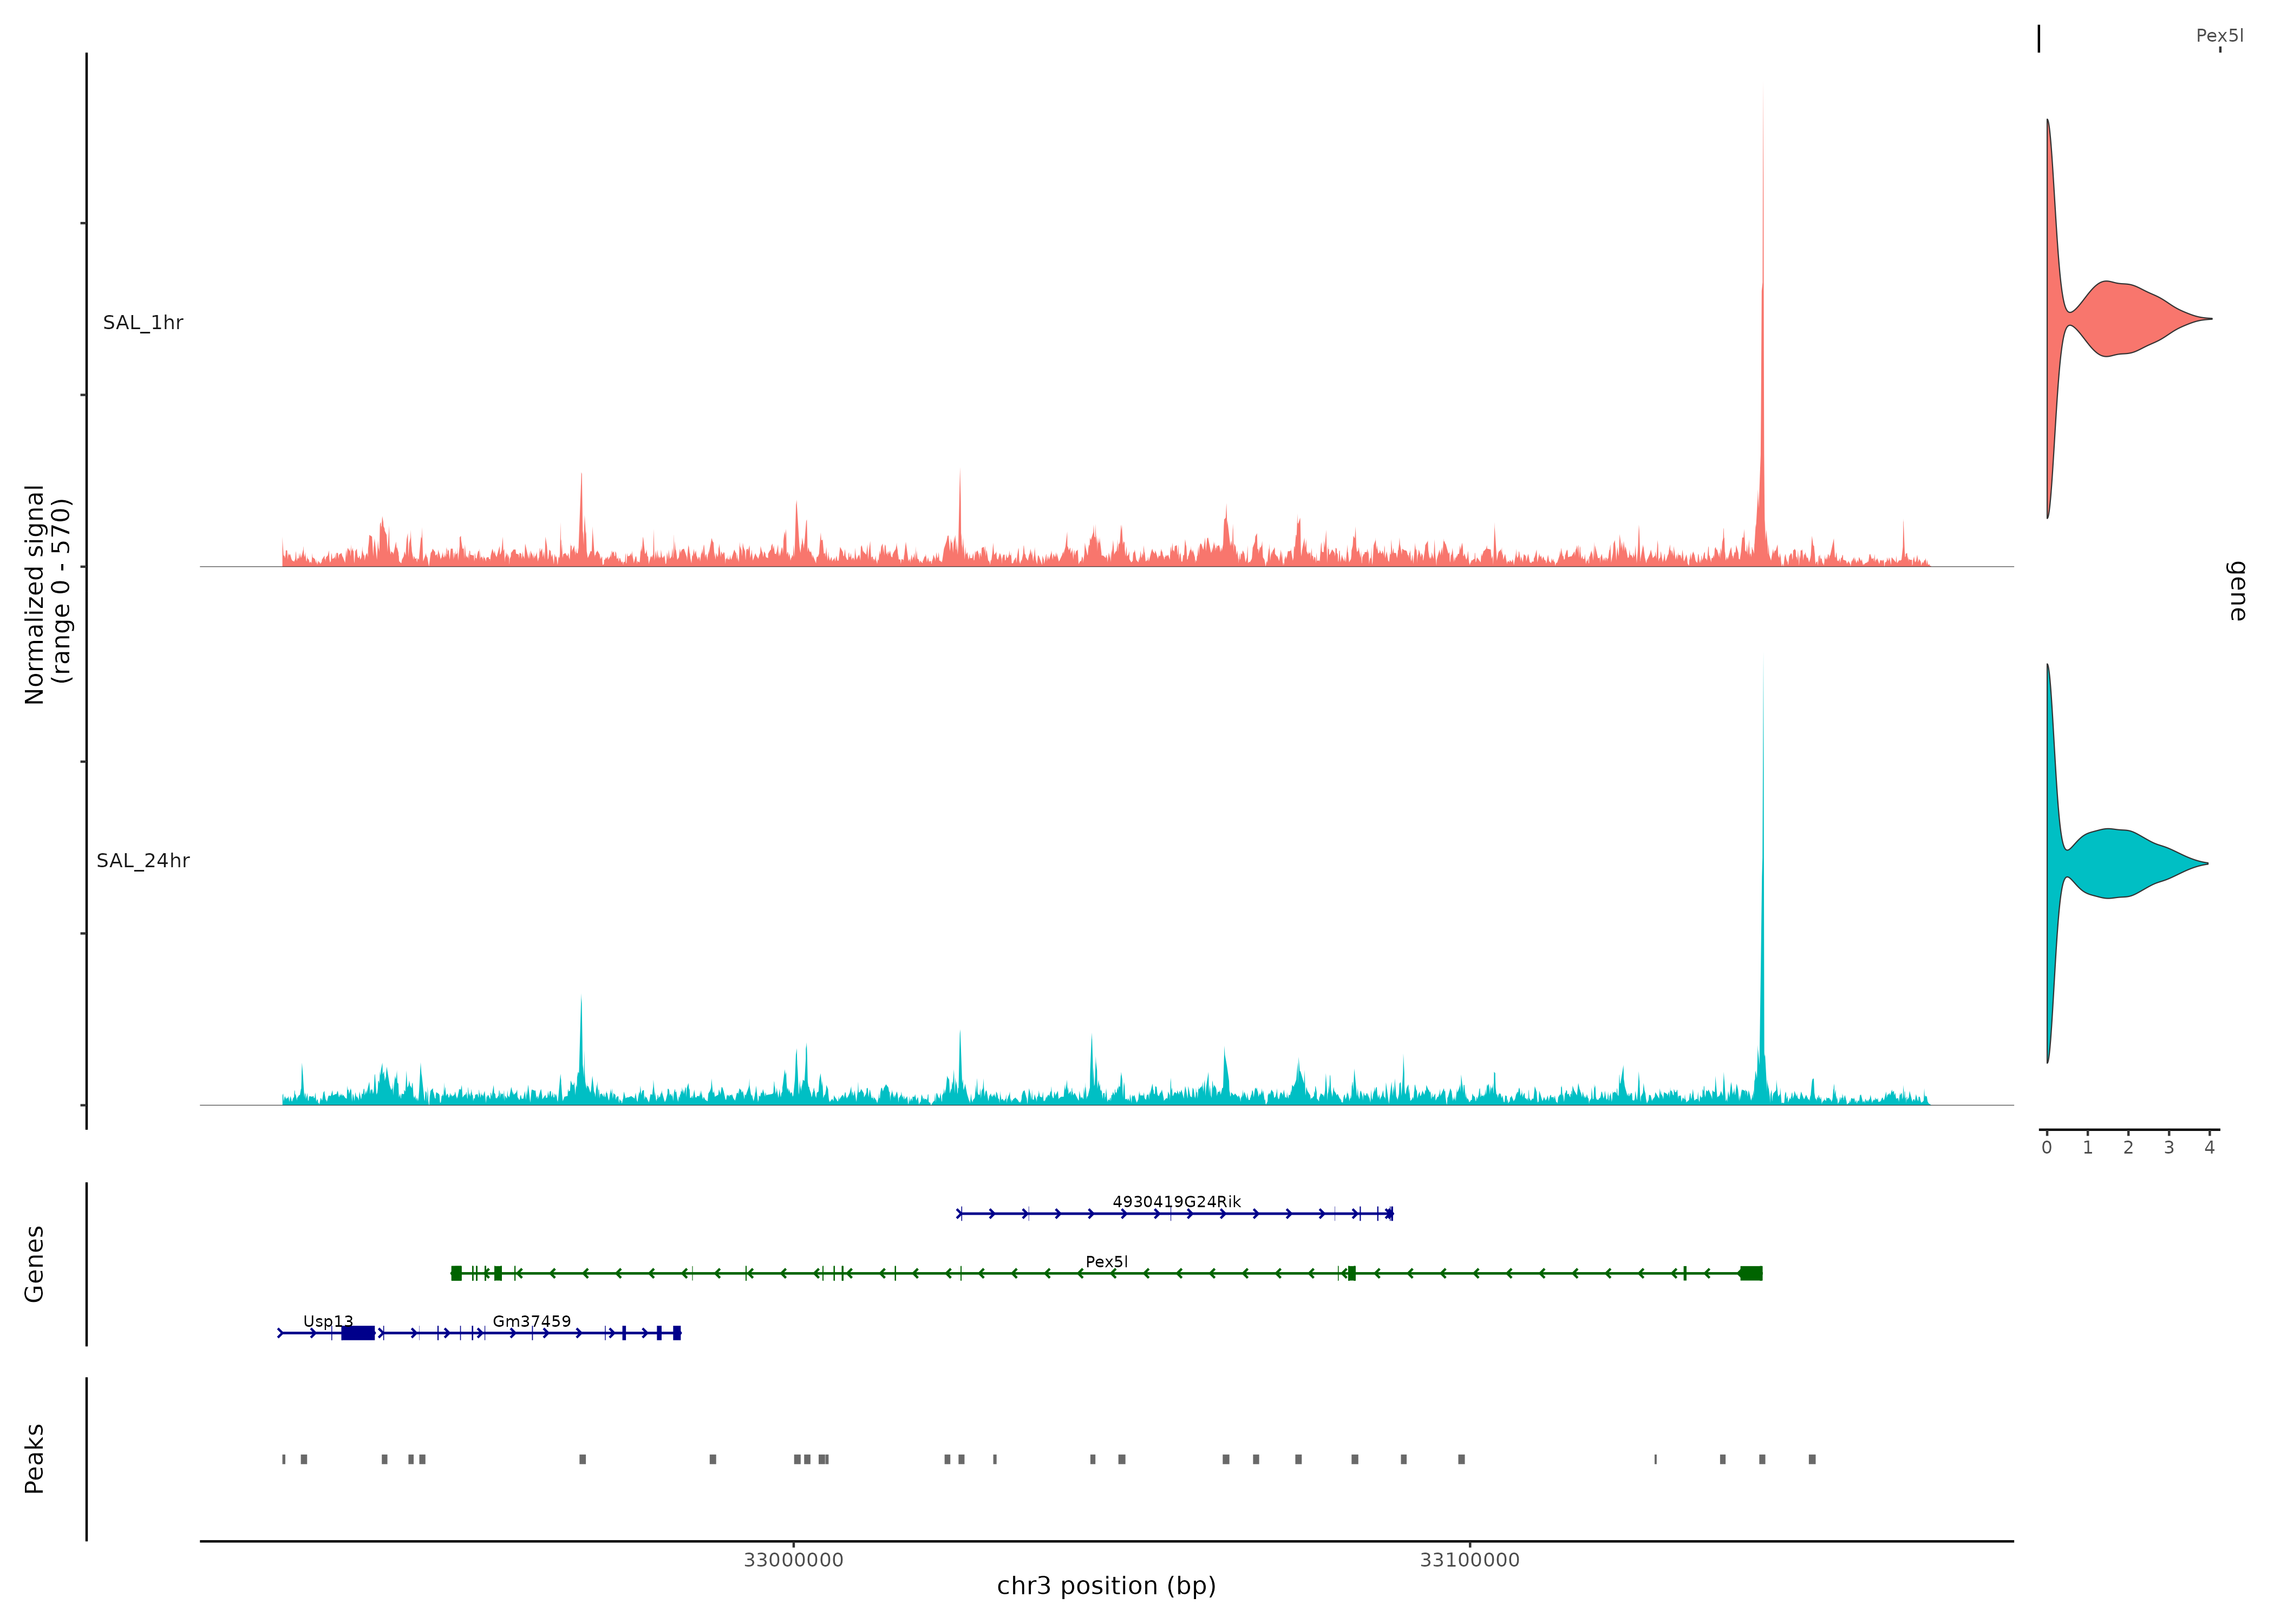 Pex5l
Normalized signal
(range 0 - 570)
SAL_1hr
SAL_24hr
gene
0 1 2 3 4
Genes
4930419G24Rik
Pex5l
Usp13
Gm37459
Peaks
33000000
33100000
chr3 position (bp)